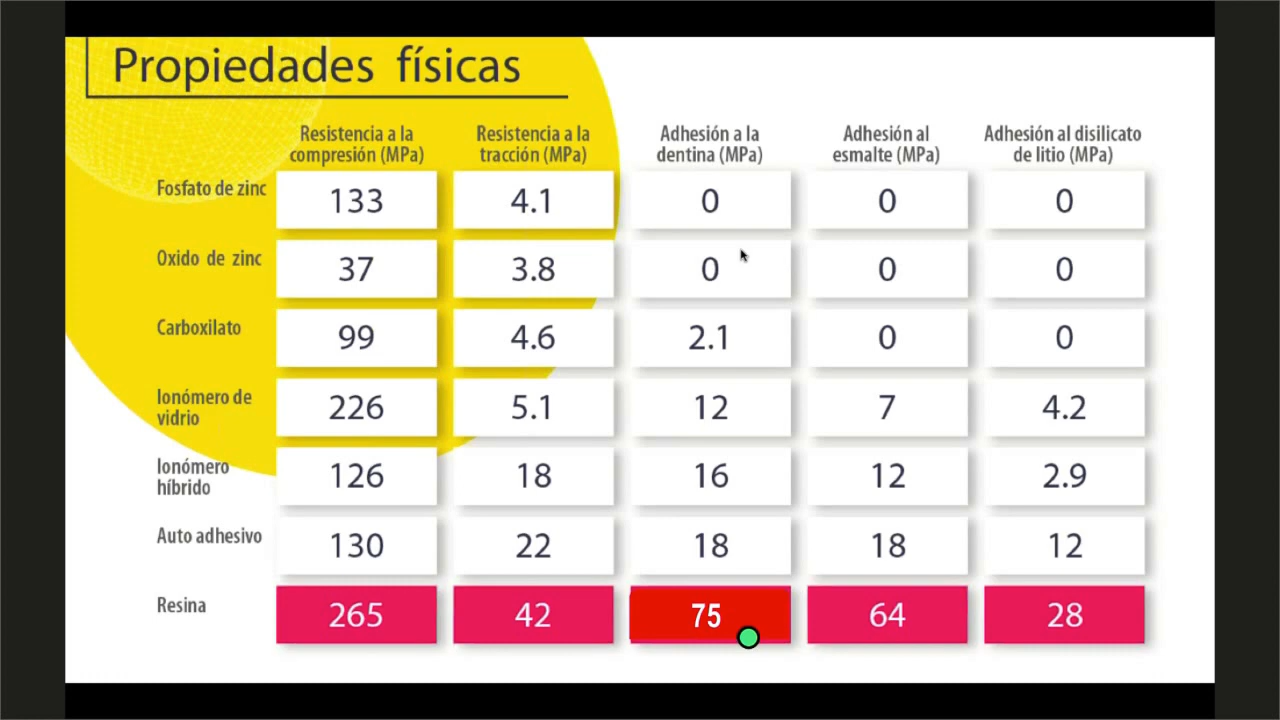 Propiedades físicas
Resistencia a la compresión (MPa) Resistencia a la tracción (MPa) Adhesión a la dentina (MPa) Adhesión al esmalte (MPa) Adhesión al disilicato de litio (MPa)
Fosfato de zinc 133 4.1 0 0 0
Oxido de zinc 37 3.8 0 0 0
Carboxilato 99 4.6 2.1 0 0
Ionómero de vidrio 226 5.1 12 7 4.2
Ionómero híbrido 126 18 16 12 2.9
Auto adhesivo 130 22 18 18 12
Resina 265 42 75 64 28